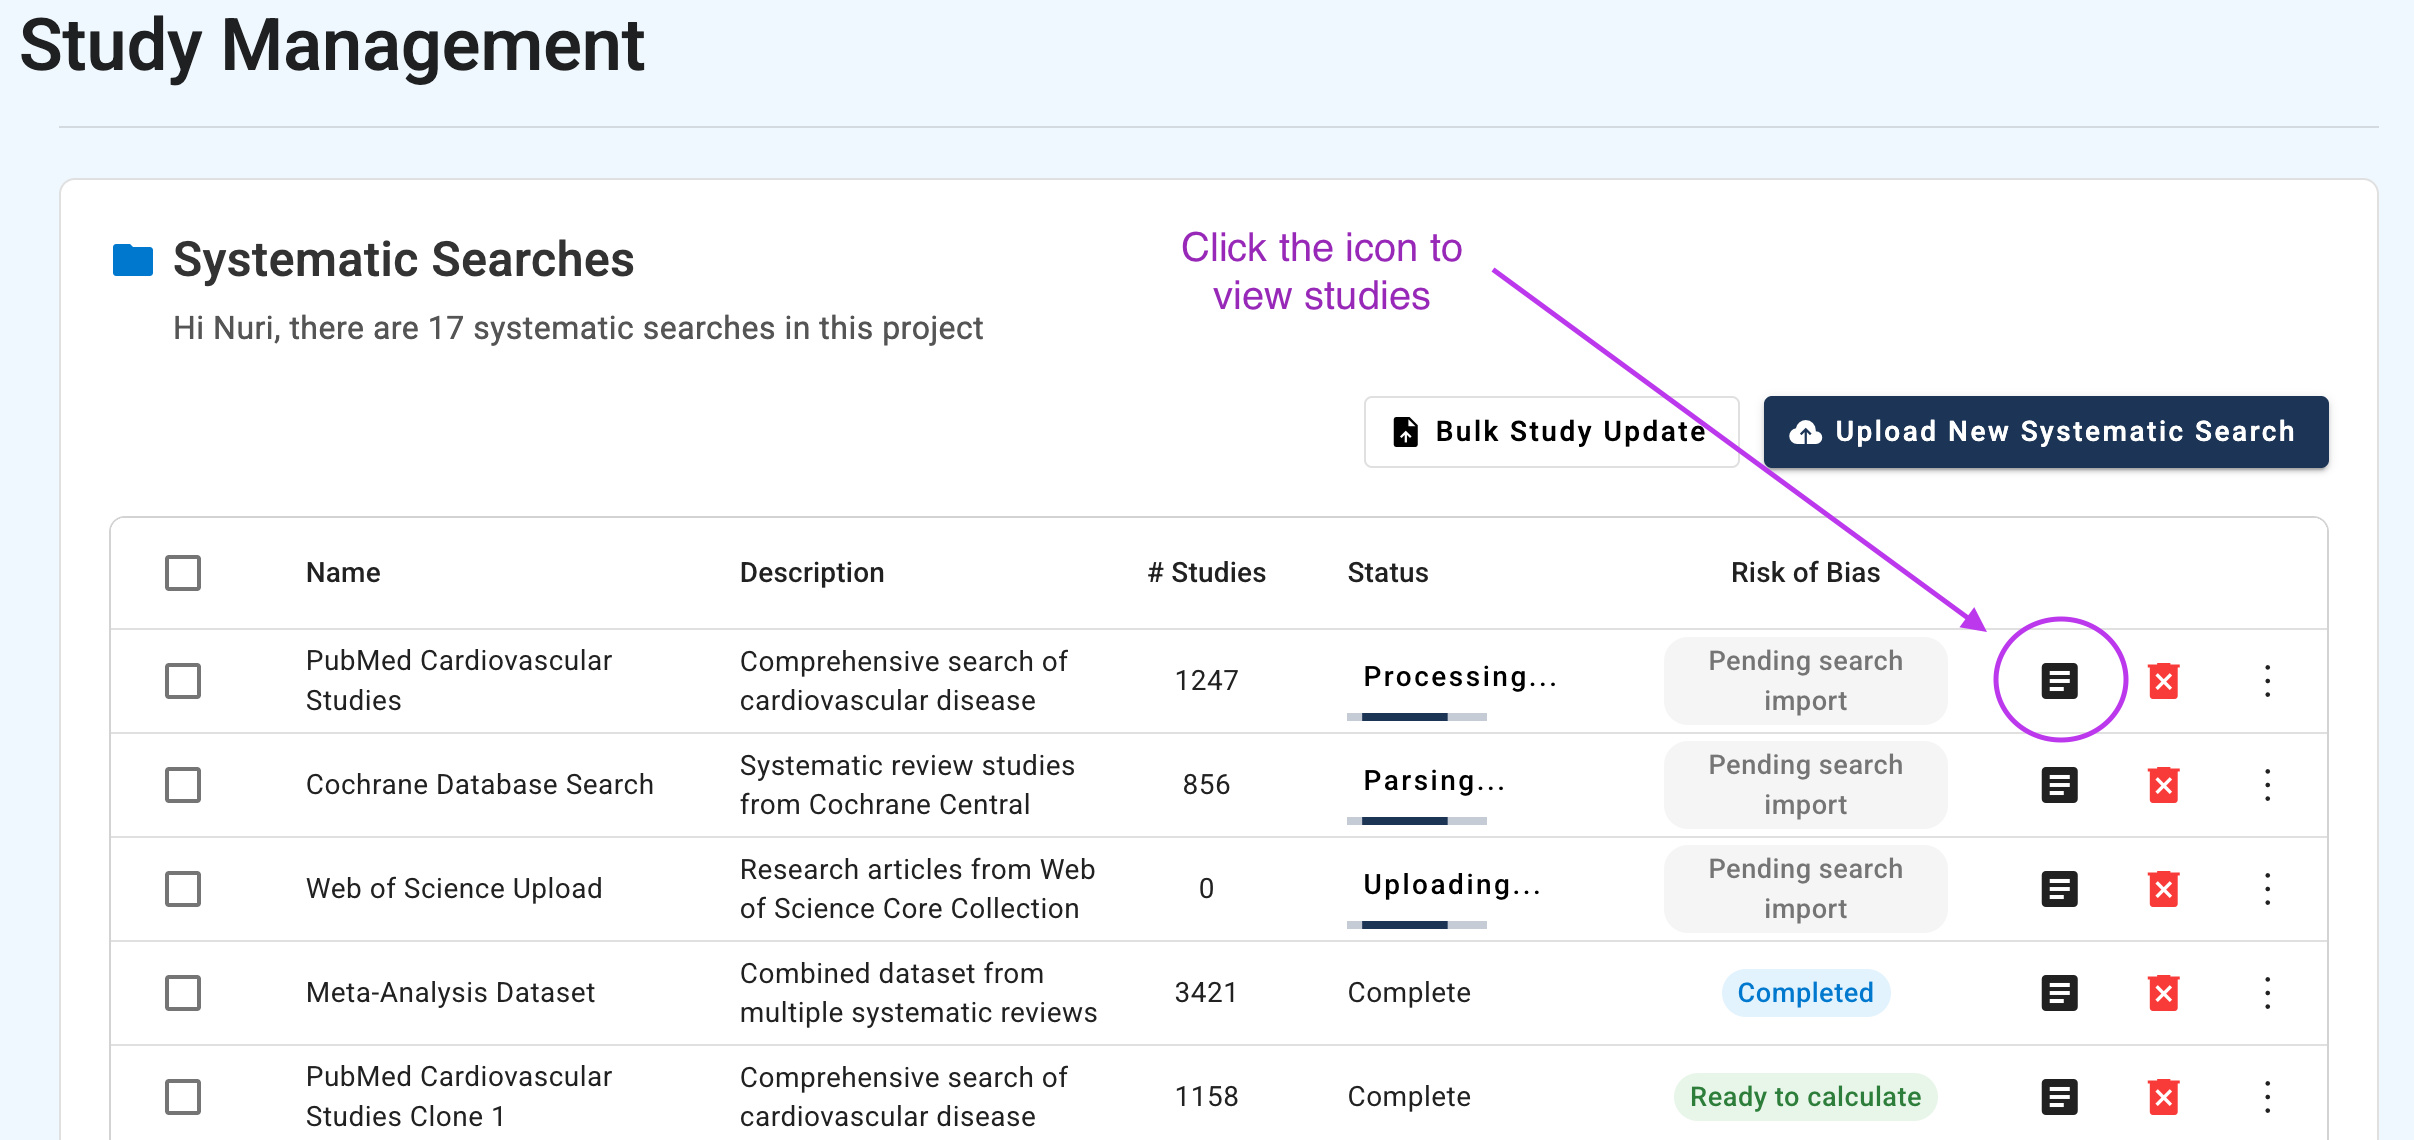 Study Management
Systematic Searches
Hi Nuri, there are 17 systematic searches in this project
Click the icon to
view studies
Bulk Study Update
Upload New Systematic Search
Name
Description
# Studies
Status
Risk of Bias
PubMed Cardiovascular
Studies
Comprehensive search of
cardiovascular disease
1247
Processing...
Pending search
import
Cochrane Database Search
Systematic review studies
from Cochrane Central
856
Parsing...
Pending search
import
Web of Science Upload
Research articles from Web
of Science Core Collection
0
Uploading...
Pending search
import
Meta-Analysis Dataset
Combined dataset from
multiple systematic reviews
3421
Complete
Completed
PubMed Cardiovascular
Studies Clone 1
Comprehensive search of
cardiovascular disease
1158
Complete
Ready to calculate